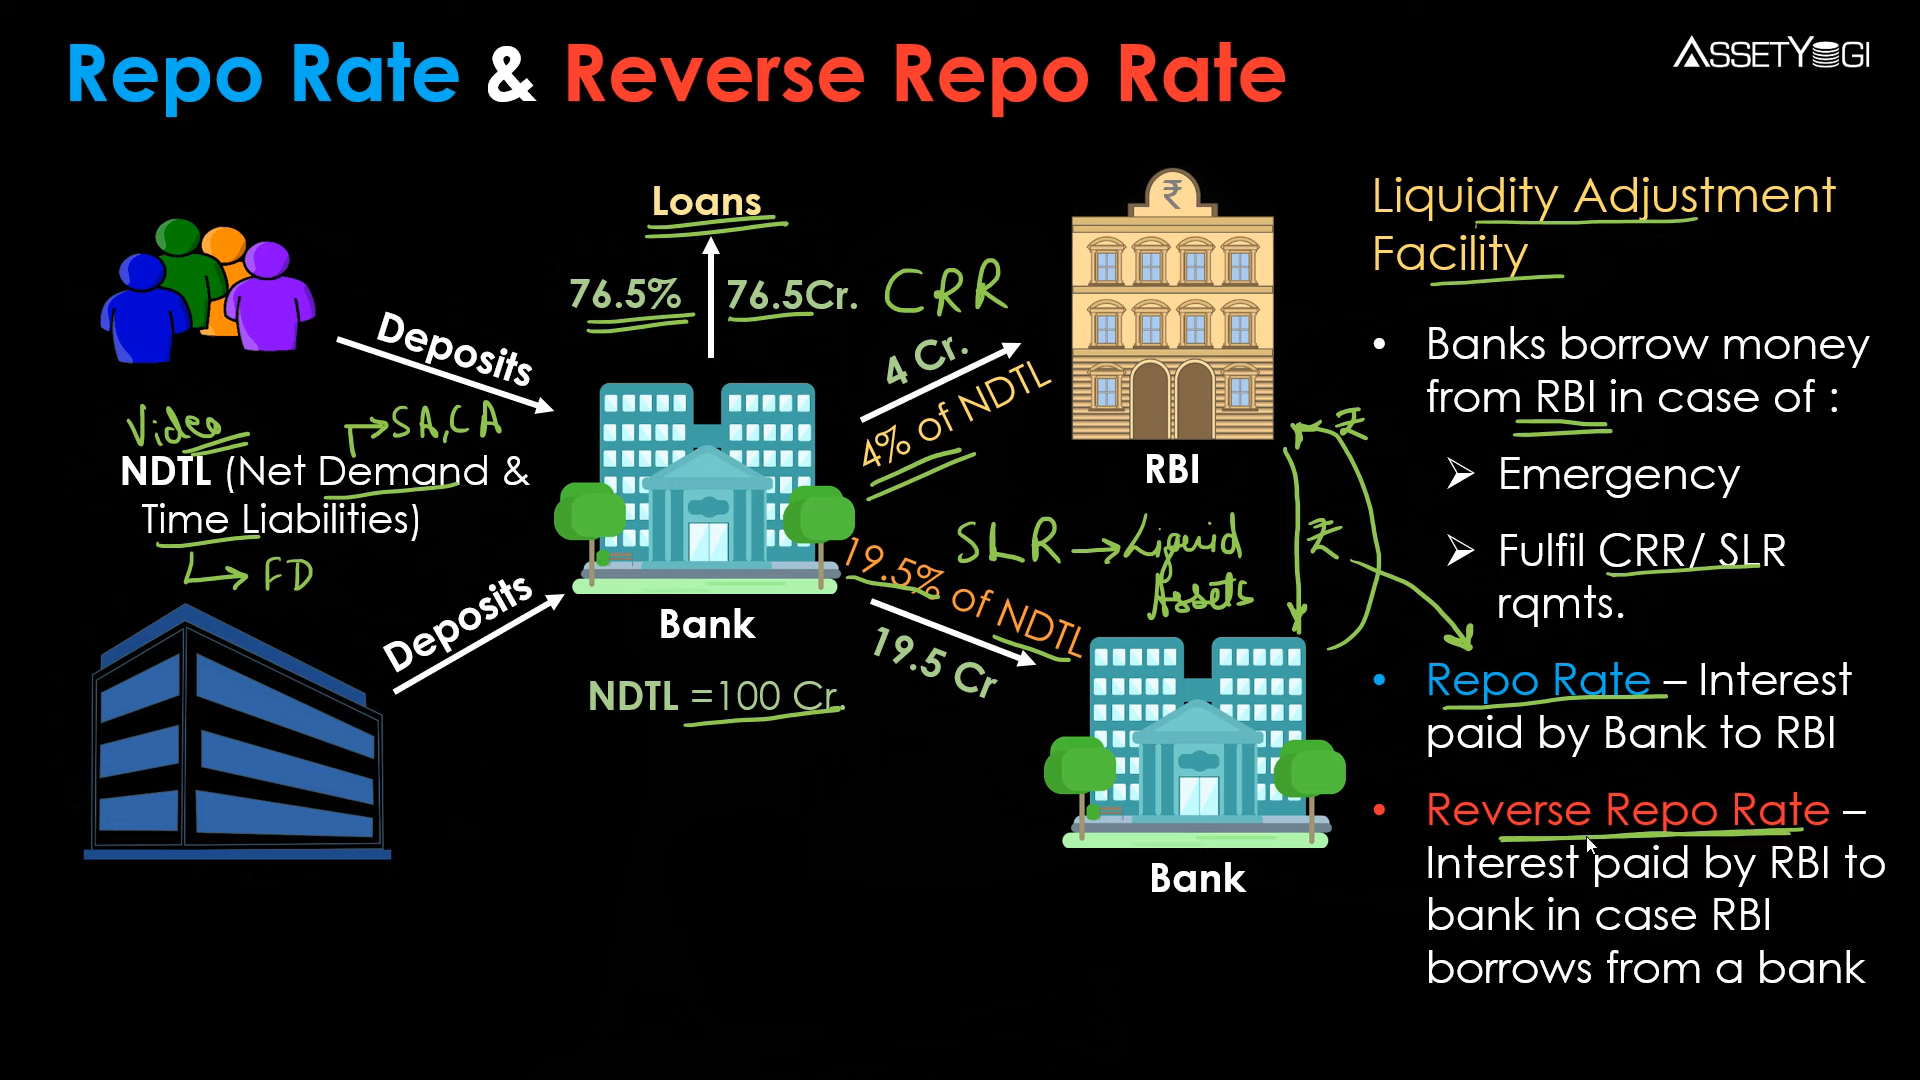 Repo Rate & Reverse Repo Rate
ASSETYOGI
Loans
76.5%
76.5Cr.
CRR
4 Cr.
4% of NDTL
₹
RBI
Deposits
Video
SA,CA
NDTL (Net Demand &
Time Liabilities)
FD
Deposits
Bank
NDTL =100 Cr.
SLR → Liquid
Assets
19.5% of NDTL
19.5 Cr
Bank
₹
₹
Liquidity Adjustment
Facility
• Banks borrow money
from RBI in case of :
➢ Emergency
➢ Fulfil CRR/ SLR
rqmts.
• Repo Rate – Interest
paid by Bank to RBI
• Reverse Repo Rate –
Interest paid by RBI to
bank in case RBI
borrows from a bank